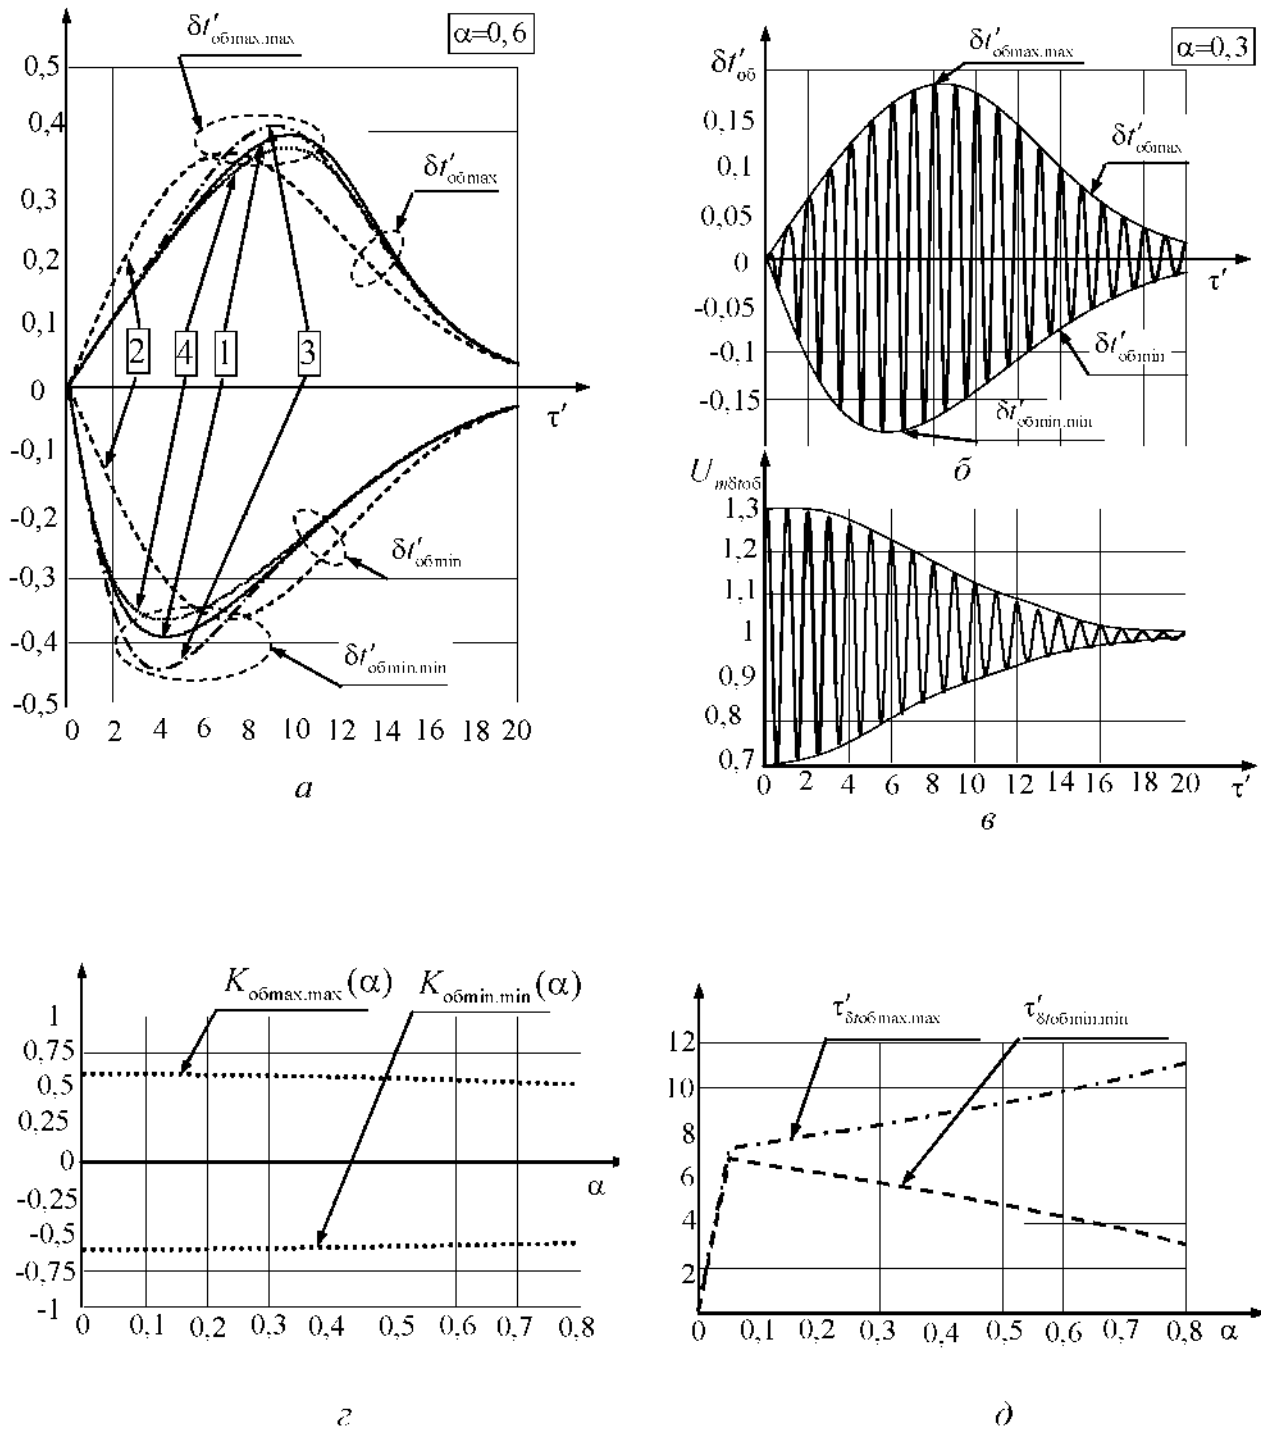 δt′обmax.max
α=0,6
0,5
0,4
0,3
0,2
0,1
0
-0,1
-0,2
-0,3
-0,4
-0,5
δt′обmax
2 4 1 3
τ′
δt′обmin
δt′обmin.min
0 2 4 6 8 10 12 14 16 18 20
а
δt′об
δt′обmax.max
α=0,3
0,15
0,1
0,05
0
-0,05
-0,1
-0,15
δt′обmax
τ′
δt′обmin
δt′обmin.min
б
Umδtоб
1,3
1,2
1,1
1
0,9
0,8
0,7
0 2 4 6 8 10 12 14 16 18 20 τ′
в
Kобmax.max(α) Kобmin.min(α)
1
0,75
0,5
0,25
0
-0,25
-0,5
-0,75
-1
α
0 0,1 0,2 0,3 0,4 0,5 0,6 0,7 0,8
г
τ′δtобmax.max τ′δtобmin.min
12
10
8
6
4
2
0 0,1 0,2 0,3 0,4 0,5 0,6 0,7 0,8 α
д